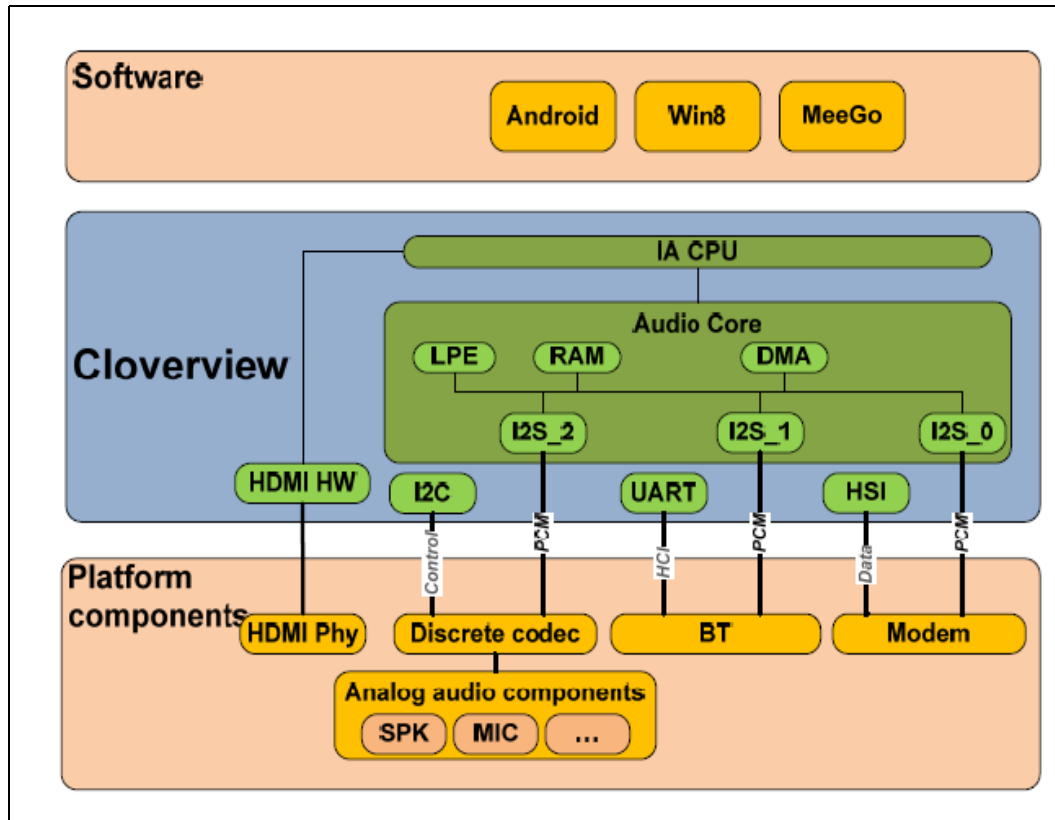 Software
Android
Win8
MeeGo
IA CPU
Audio Core
Cloverview
LPE
RAM
DMA
I2S_2
I2S_1
I2S_0
HDMI HW
I2C
UART
HSI
Control
PCM
HCI
PCM
Data
PCM
Platform
components
HDMI Phy
Discrete codec
BT
Modem
Analog audio components
SPK
MIC
...